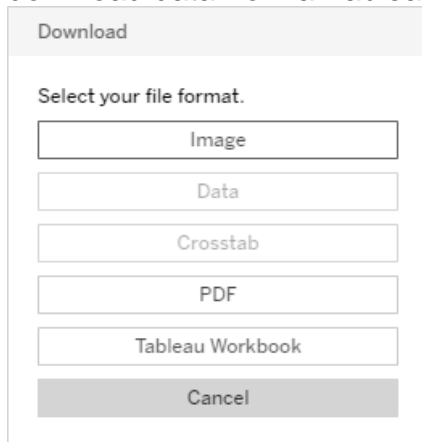 Download
Select your file format.
Image
Data
Crosstab
PDF
Tableau Workbook
Cancel